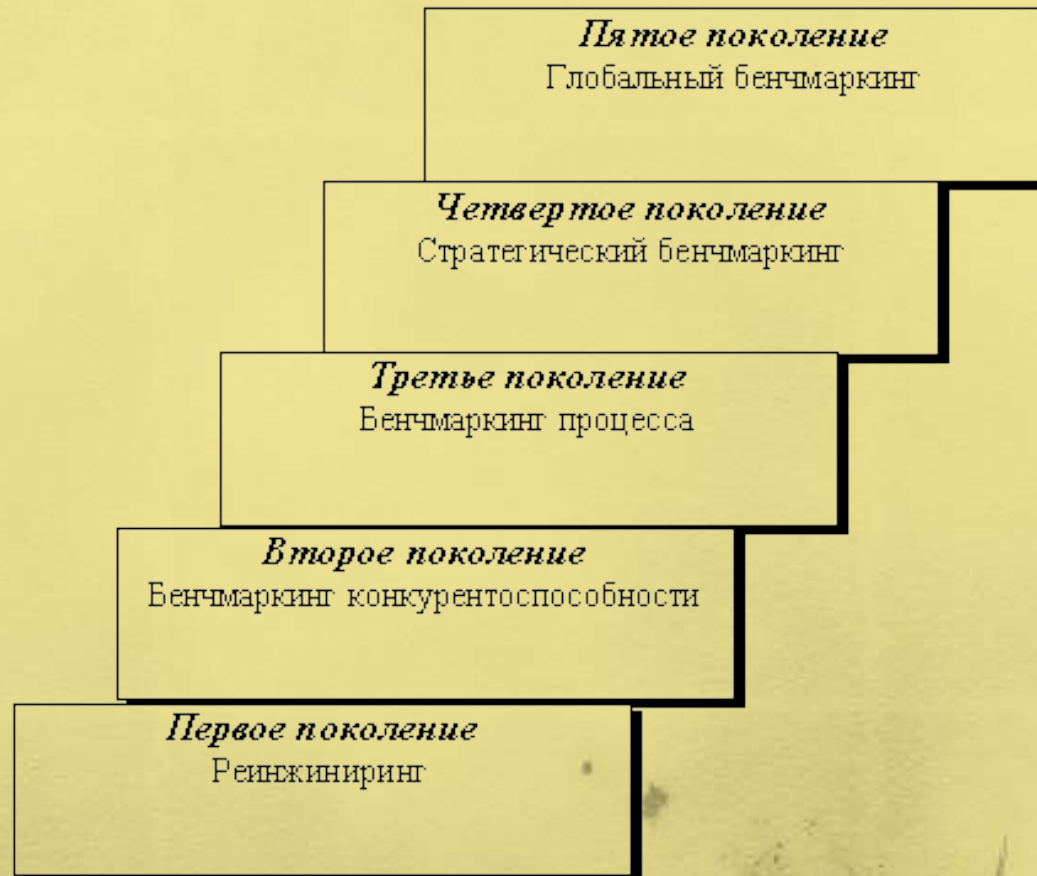 Пятое поколение
Глобальный бенчмаркинг
Четвертое поколение
Стратегический бенчмаркинг
Третье поколение
Бенчмаркинг процесса
Второе поколение
Бенчмаркинг конкурентоспособности
Первое поколение
Реинжиниринг